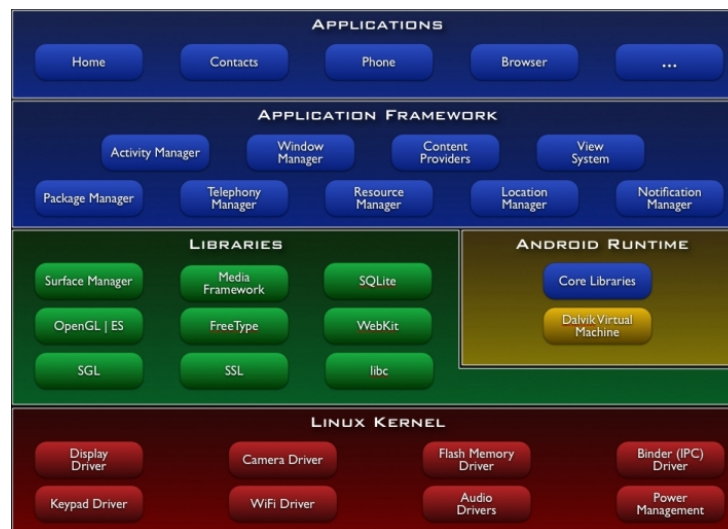 APPLICATIONS
Home
Contacts
Phone
Browser
...
APPLICATION FRAMEWORK
Activity Manager
Window
Manager
Content
Providers
View
System
Package Manager
Telephony
Manager
Resource
Manager
Location
Manager
Notification
Manager
LIBRARIES
Surface Manager
Media
Framework
SQLite
OpenGL | ES
FreeType
WebKit
SGL
SSL
libc
ANDROID RUNTIME
Core Libraries
Dalvik Virtual
Machine
LINUX KERNEL
Display
Driver
Camera Driver
Flash Memory
Driver
Binder (IPC)
Driver
Keypad Driver
WiFi Driver
Audio
Drivers
Power
Management